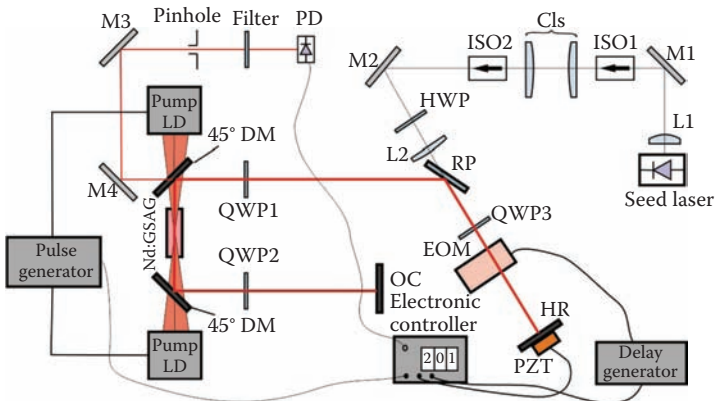 Pinhole
Filter
PD
M3
Cls
ISO2
ISO1
M2
M1
HWP
Pump
LD
45° DM
L2
L1
RP
M4
QWP1
Seed laser
Nd:GSAG
QWP3
Pulse
generator
QWP2
EOM
OC
Electronic
controller
45° DM
HR
Pump
LD
2 0 1
PZT
Delay
generator